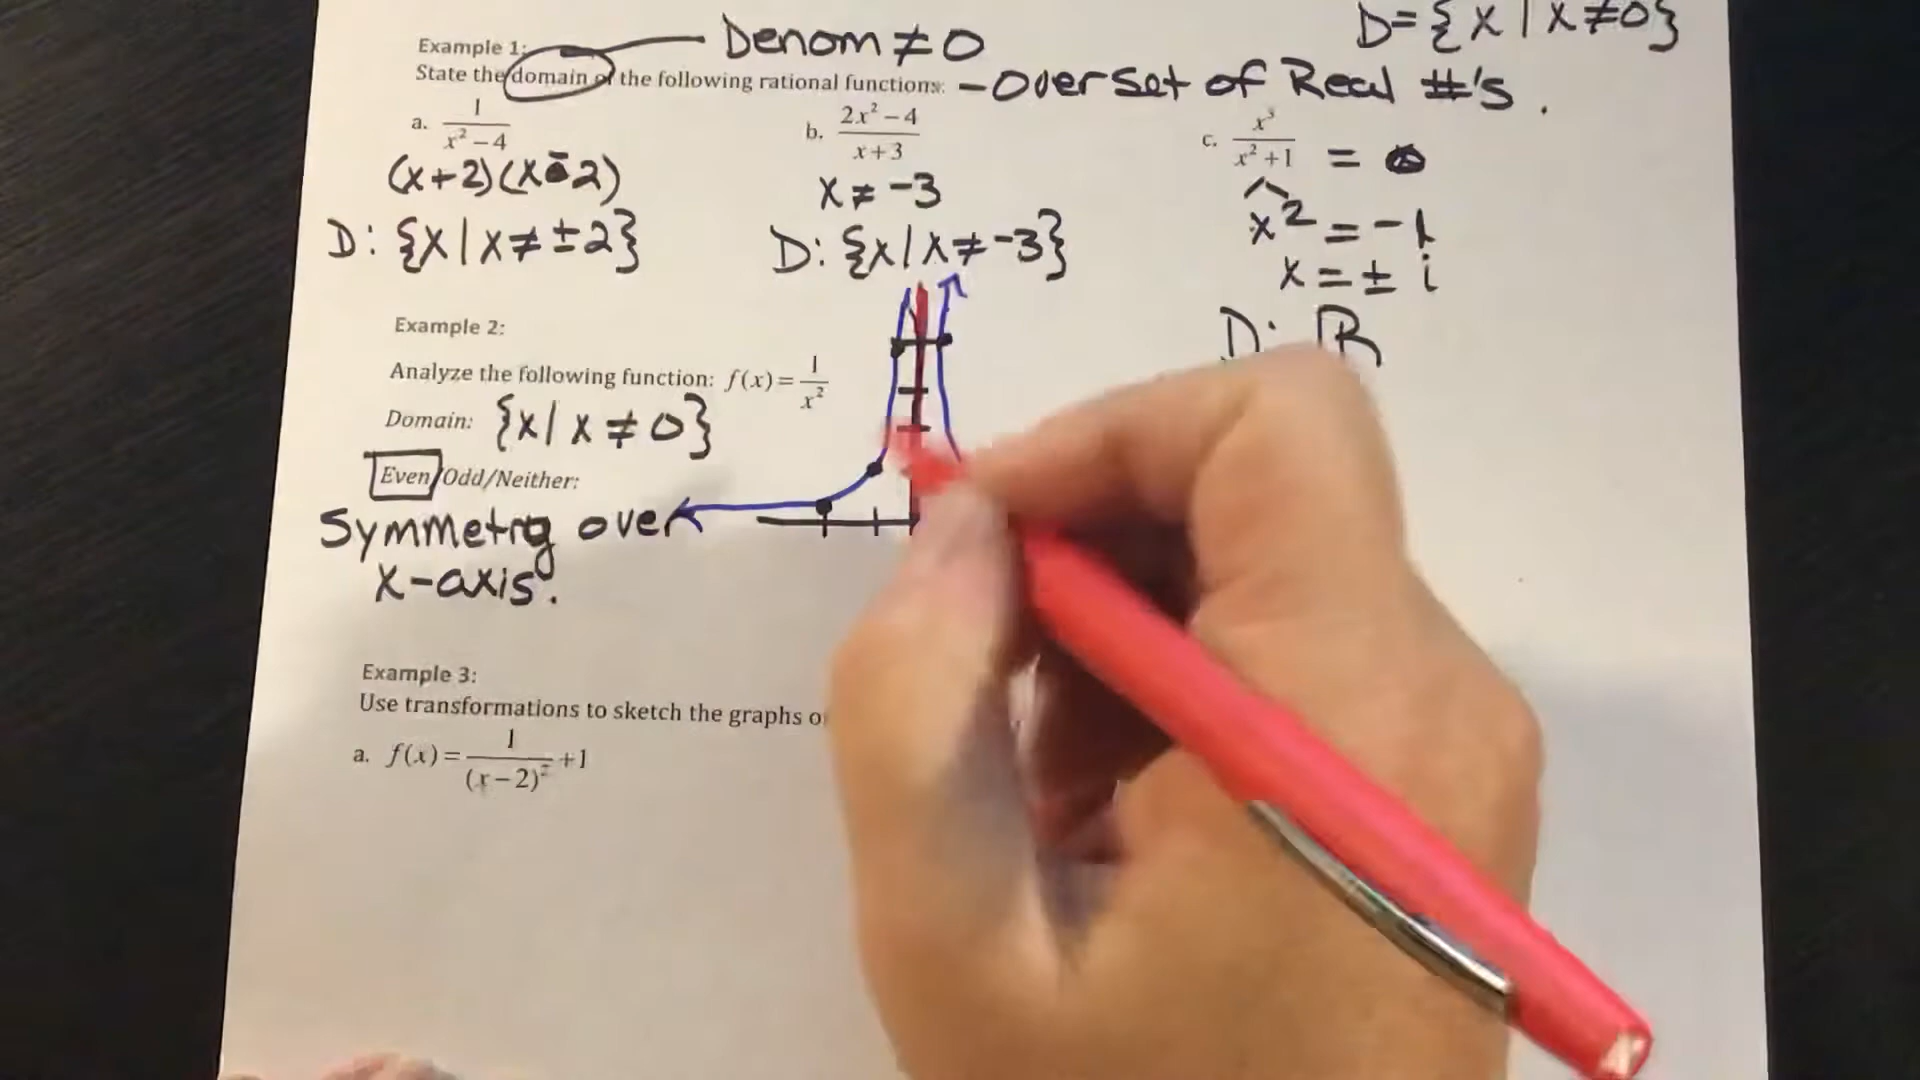 D={x | x≠0}
Denom ≠ 0
Example 1:
State the domain of the following rational functions: - Over Set of Real #'s.
a. 1/(x² − 4)
b. (2x² − 4)/(x + 3)
c. x³/(x² + 1) = 0
(x+2)(x-2)
x ≠ -3
x² = -1
D: {x | x ≠ ±2}
D: {x | x ≠ -3}
x = ± i
D: ℝ
Example 2:
Analyze the following function: f(x) = 1/x²
Domain: {x | x ≠ 0}
Even/Odd/Neither:
Symmetry over
x-axis.
Example 3:
Use transformations to sketch the graphs
a. f(x) = 1/(x − 2)² + 1